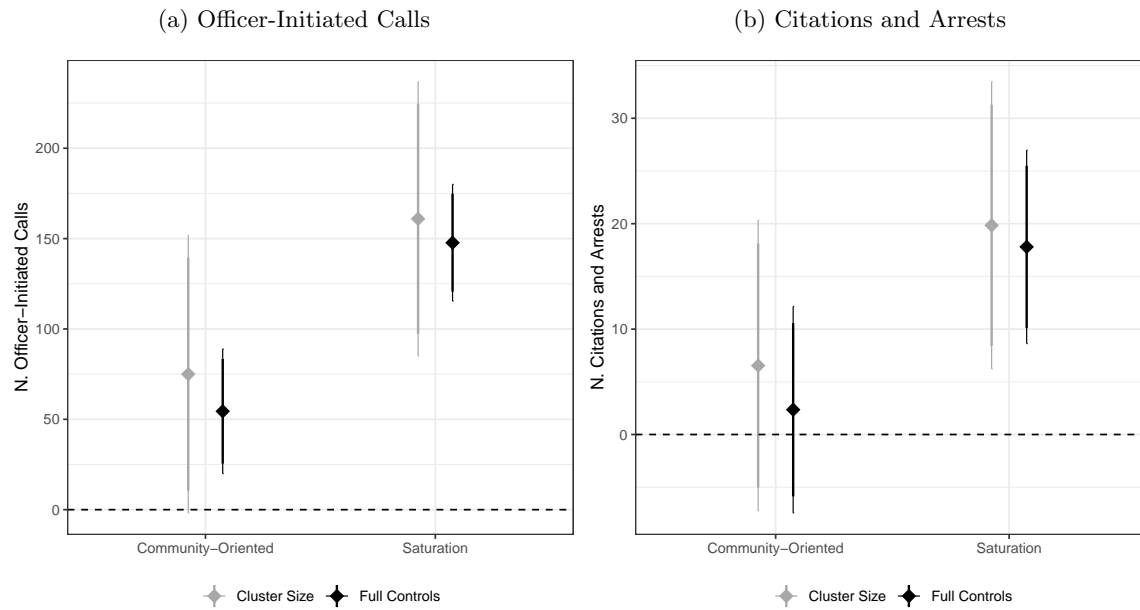 (a) Officer-Initiated Calls
N. Officer−Initiated Calls
200
150
100
50
0
Community−Oriented Saturation
Cluster Size Full Controls
(b) Citations and Arrests
N. Citations and Arrests
30
20
10
0
Community−Oriented Saturation
Cluster Size Full Controls